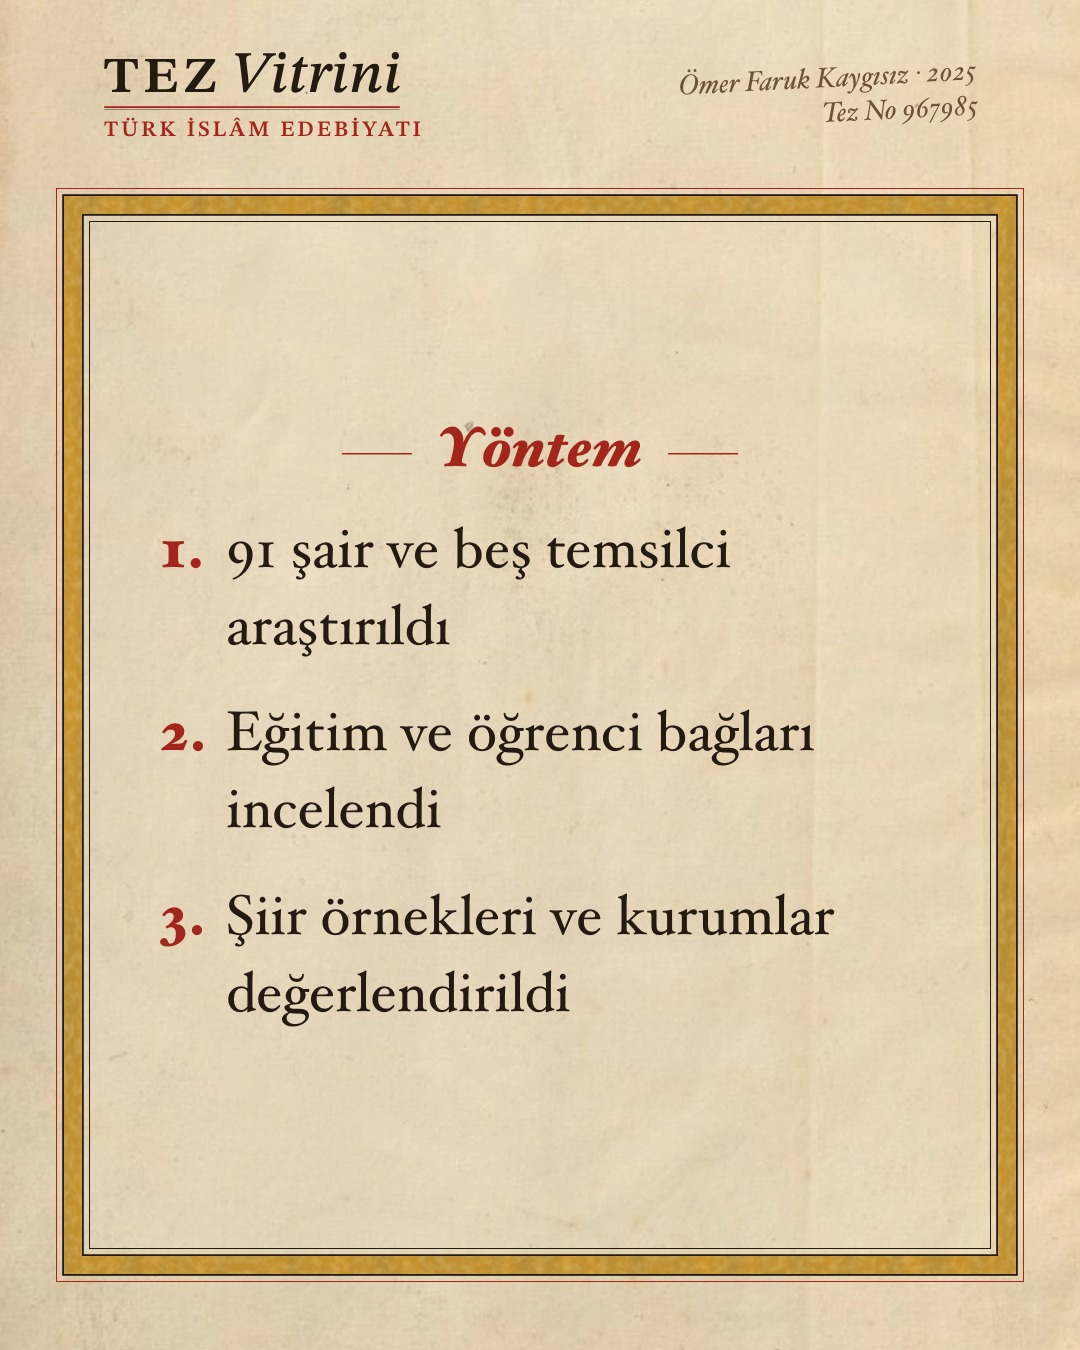 TEZ Vitrini
TÜRK İSLÂM EDEBİYATI
Ömer Faruk Kaygısız · 2025
Tez No 967985
Yöntem
1. 91 şair ve beş temsilci
araştırıldı
2. Eğitim ve öğrenci bağları
incelendi
3. Şiir örnekleri ve kurumlar
değerlendirildi